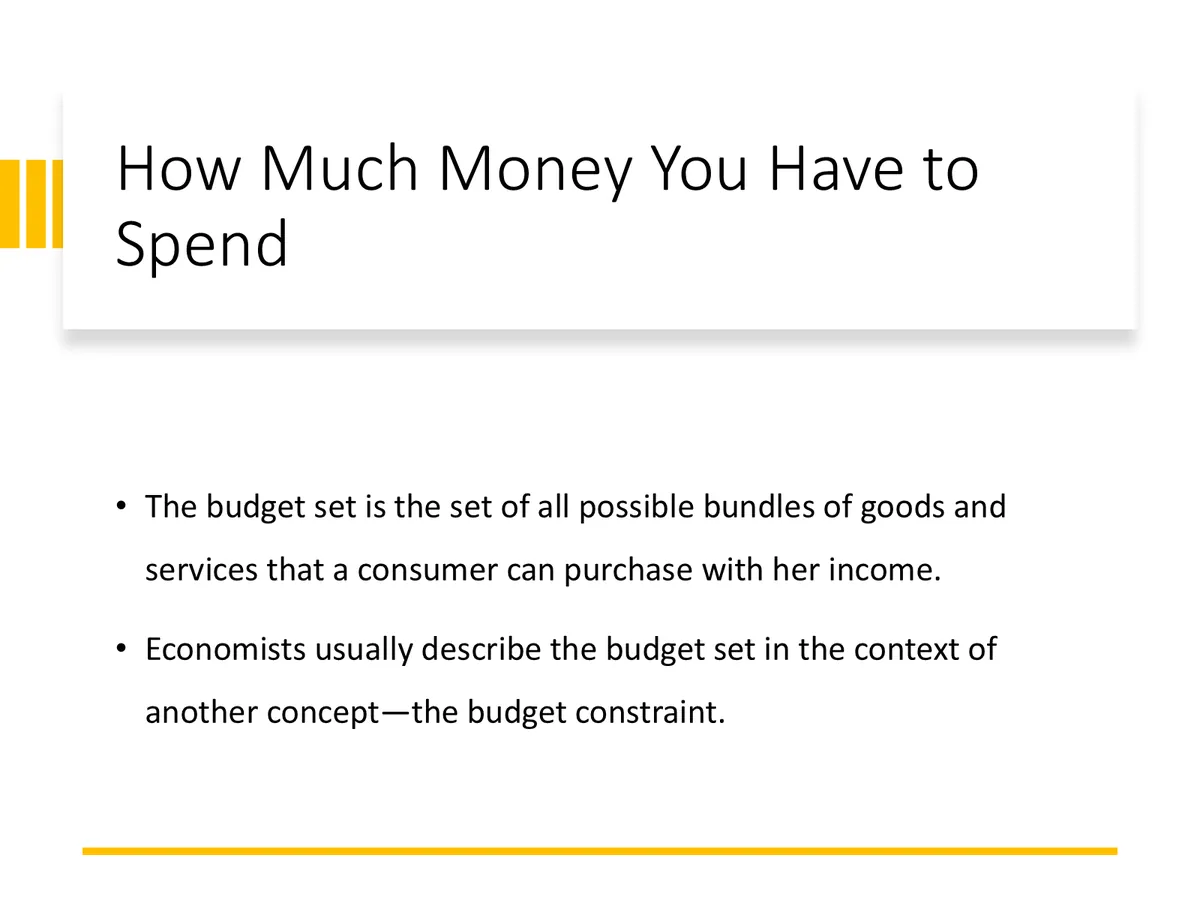 How Much Money You Have to
Spend
• The budget set is the set of all possible bundles of goods and
services that a consumer can purchase with her income.
• Economists usually describe the budget set in the context of
another concept—the budget constraint.